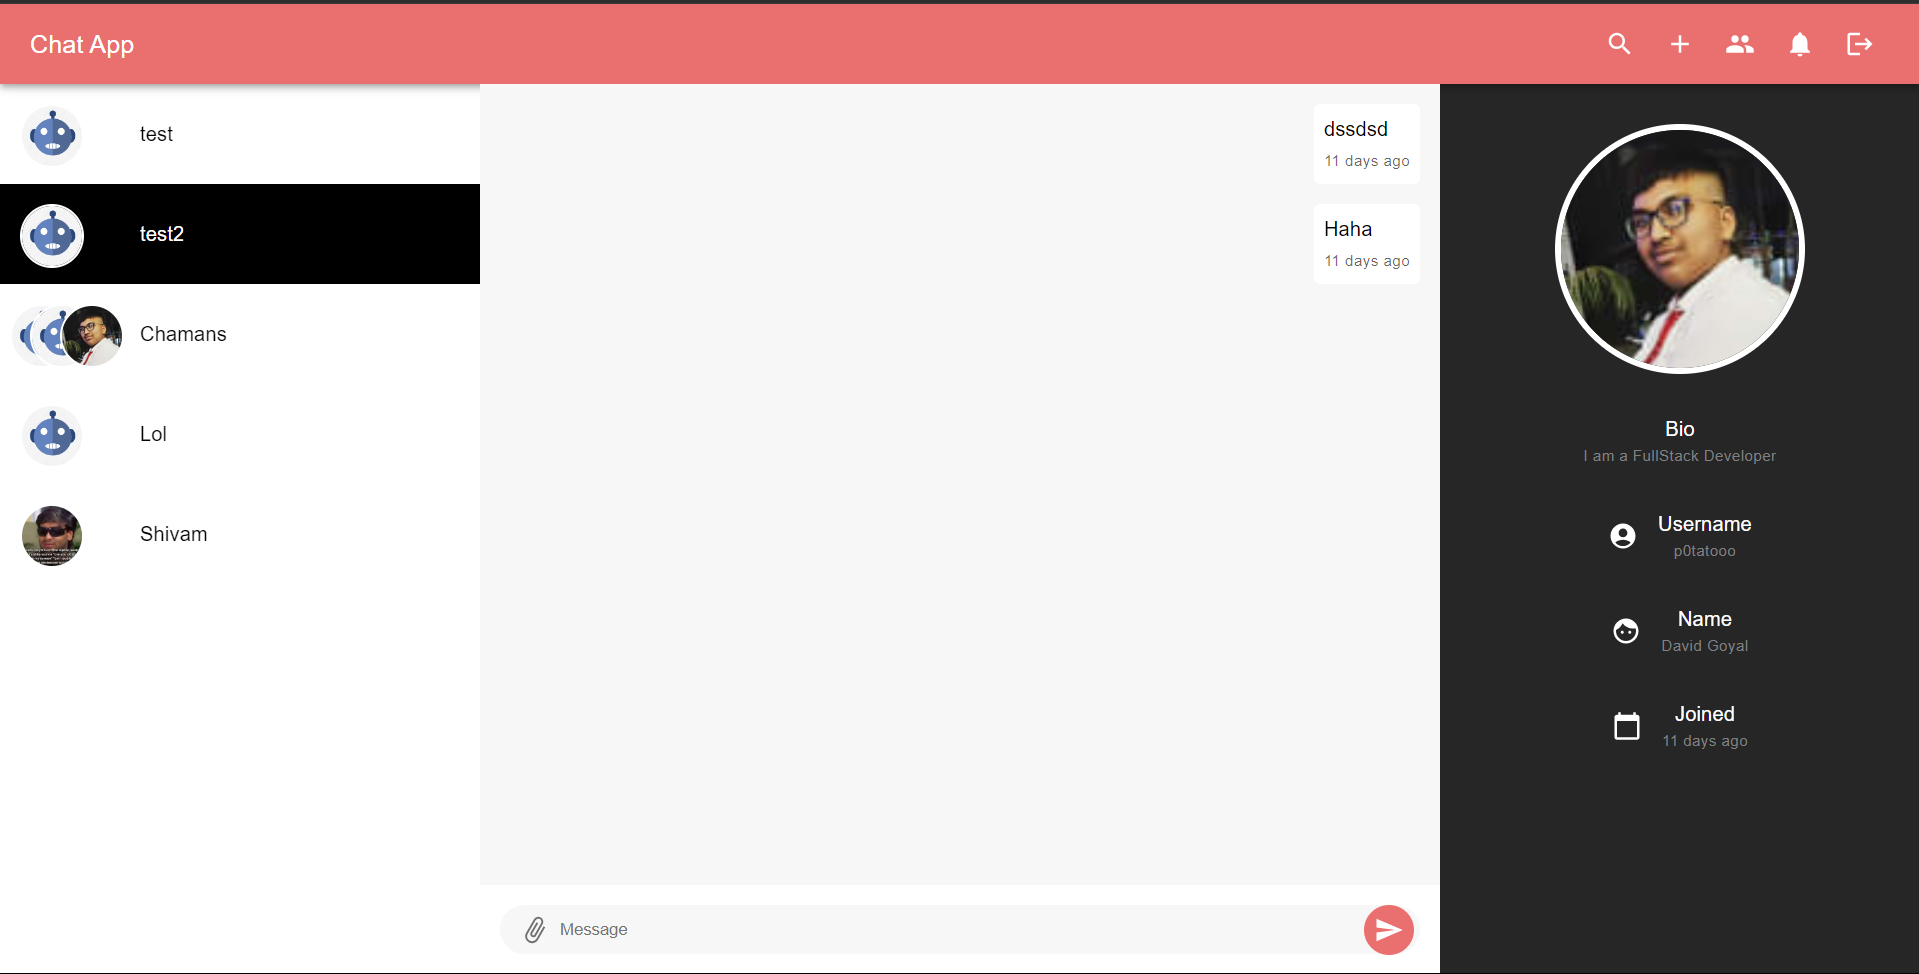 Chat App
test
test2
Chamans
Lol
Shivam
dssdsd
11 days ago
Haha
11 days ago
Message
Bio
I am a FullStack Developer
Username
p0tatooo
Name
David Goyal
Joined
11 days ago